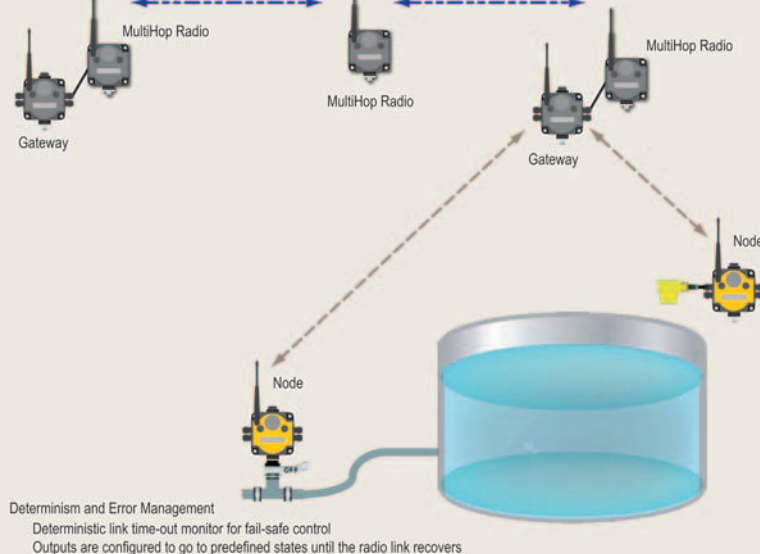 MultiHop Radio
MultiHop Radio
MultiHop Radio
Gateway
Gateway
Node
Node
OFF
Determinism and Error Management
Deterministic link time-out monitor for fail-safe control
Outputs are configured to go to predefined states until the radio link recovers